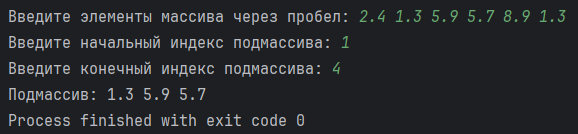 Введите элементы массива через пробел: 2.4 1.3 5.9 5.7 8.9 1.3
Введите начальный индекс подмассива: 1
Введите конечный индекс подмассива: 4
Подмассив: 1.3 5.9 5.7
Process finished with exit code 0